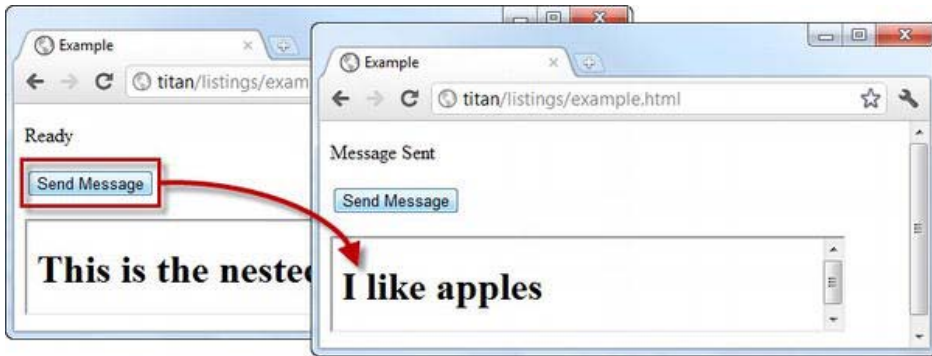 Example
titan/listings/exam
Ready
Send Message
This is the nested
Example
titan/listings/example.html
Message Sent
Send Message
I like apples